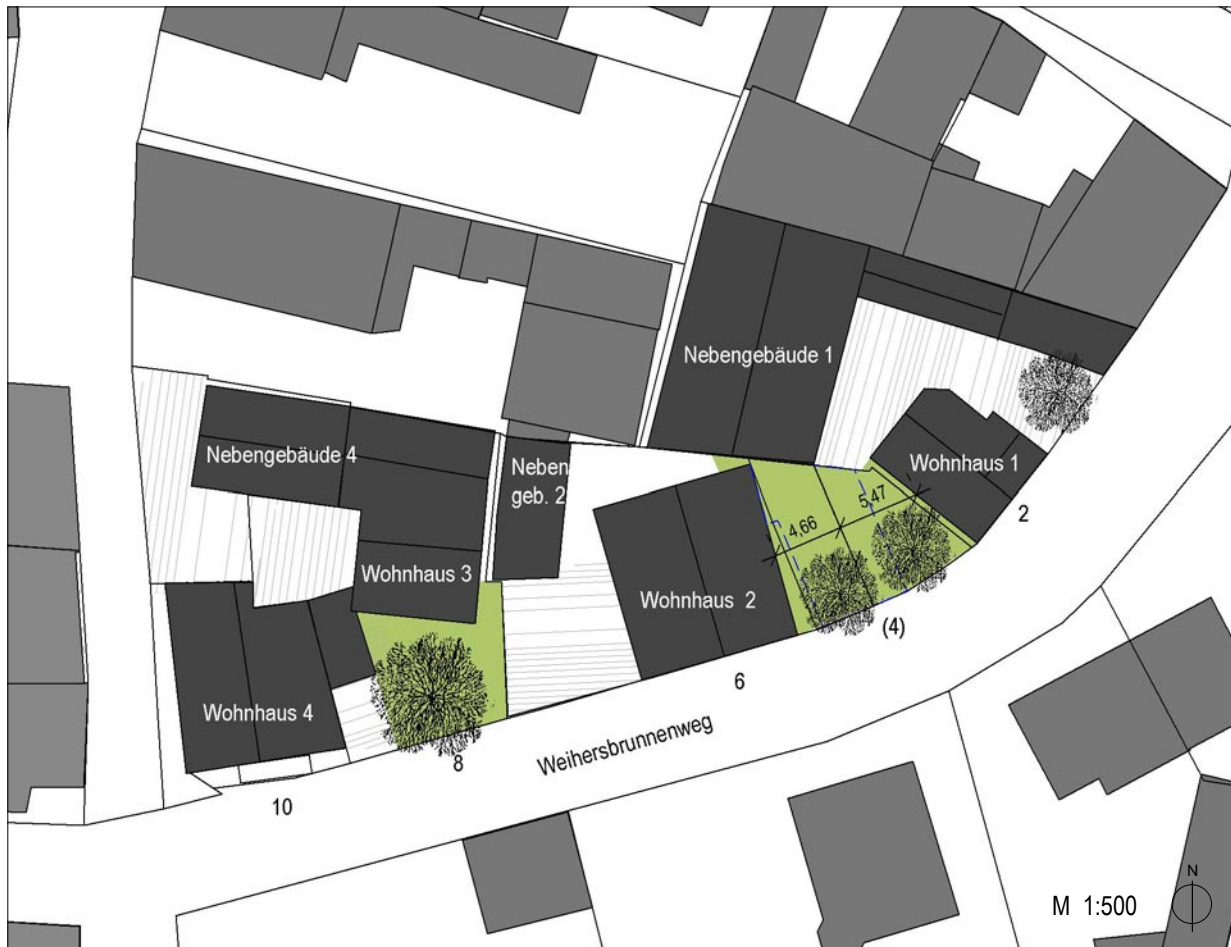 Nebengebäude 1
Nebengebäude 4
Neben
geb. 2
Wohnhaus 1
5,47
4,66
2
Wohnhaus 3
Wohnhaus 2
(4)
6
Wohnhaus 4
Weihersbrunnenweg
8
10
N
M 1:500